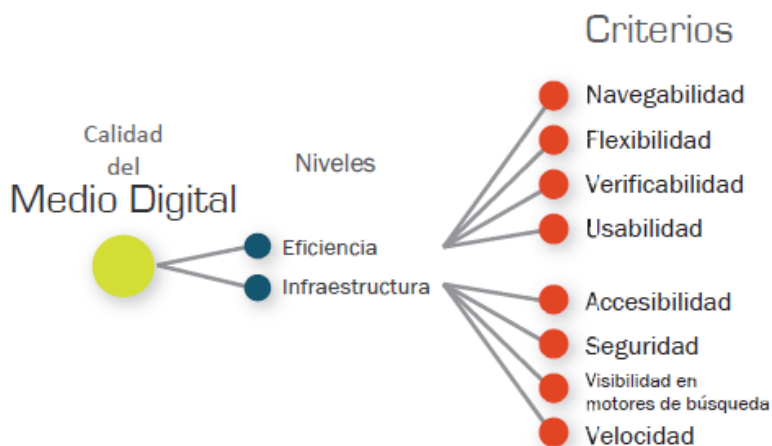 Criterios
Calidad
del
Medio Digital
Niveles
Eficiencia
Infraestructura
Navegabilidad
Flexibilidad
Verificabilidad
Usabilidad
Accesibilidad
Seguridad
Visibilidad en
motores de búsqueda
Velocidad